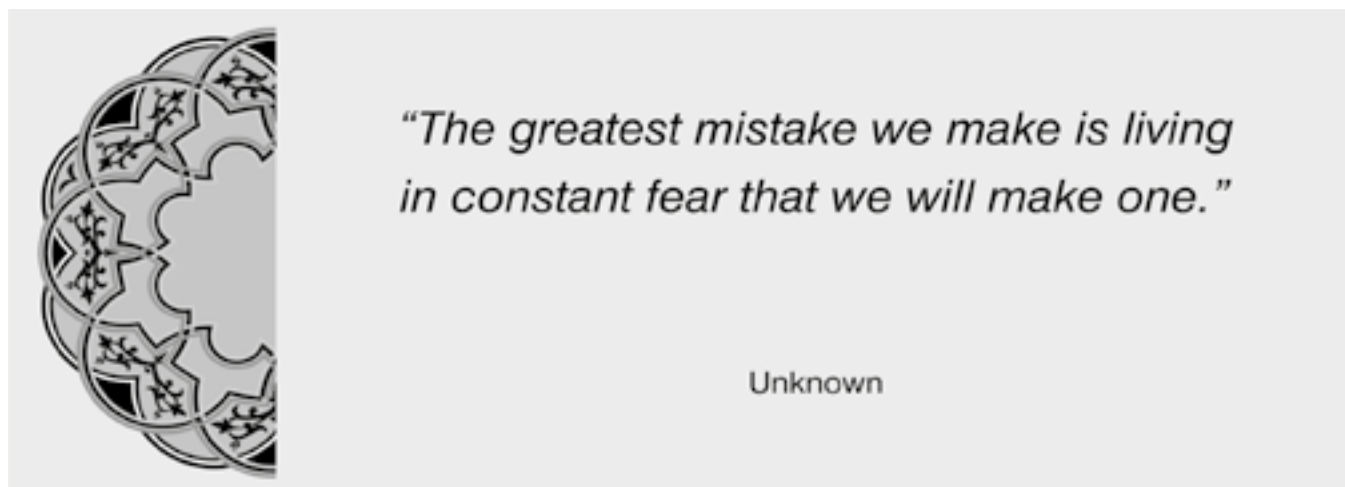 “The greatest mistake we make is living
in constant fear that we will make one.”
Unknown